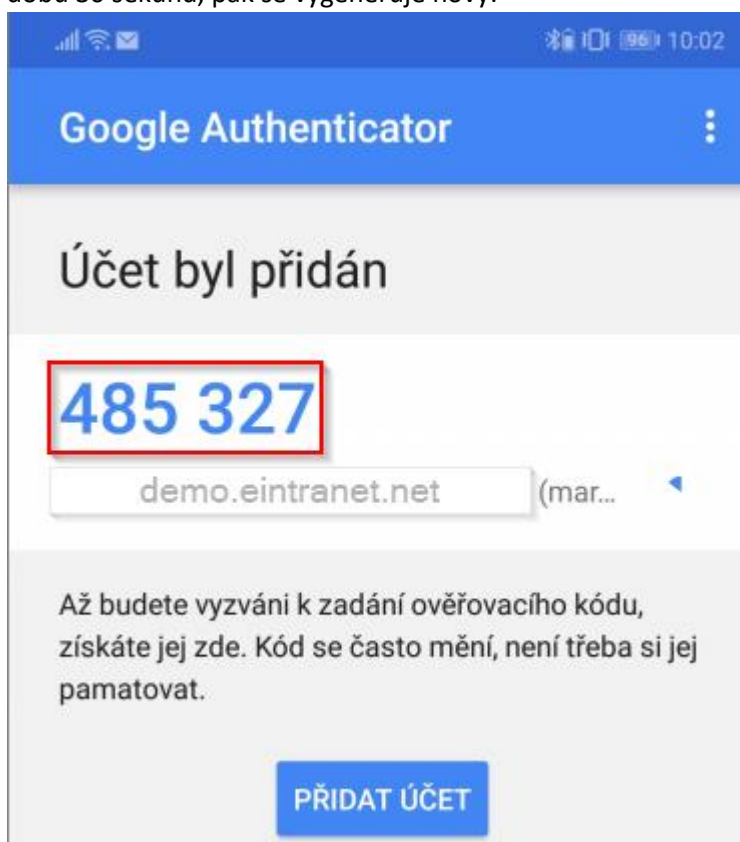 doba 30 sekund, pak se vygeneruje nový.
96 10:02
Google Authenticator
Účet byl přidán
485 327
demo.eintranet.net (mar...
Až budete vyzváni k zadání ověřovacího kódu,
získáte jej zde. Kód se často mění, není třeba si jej
pamatovat.
PŘIDAT ÚČET